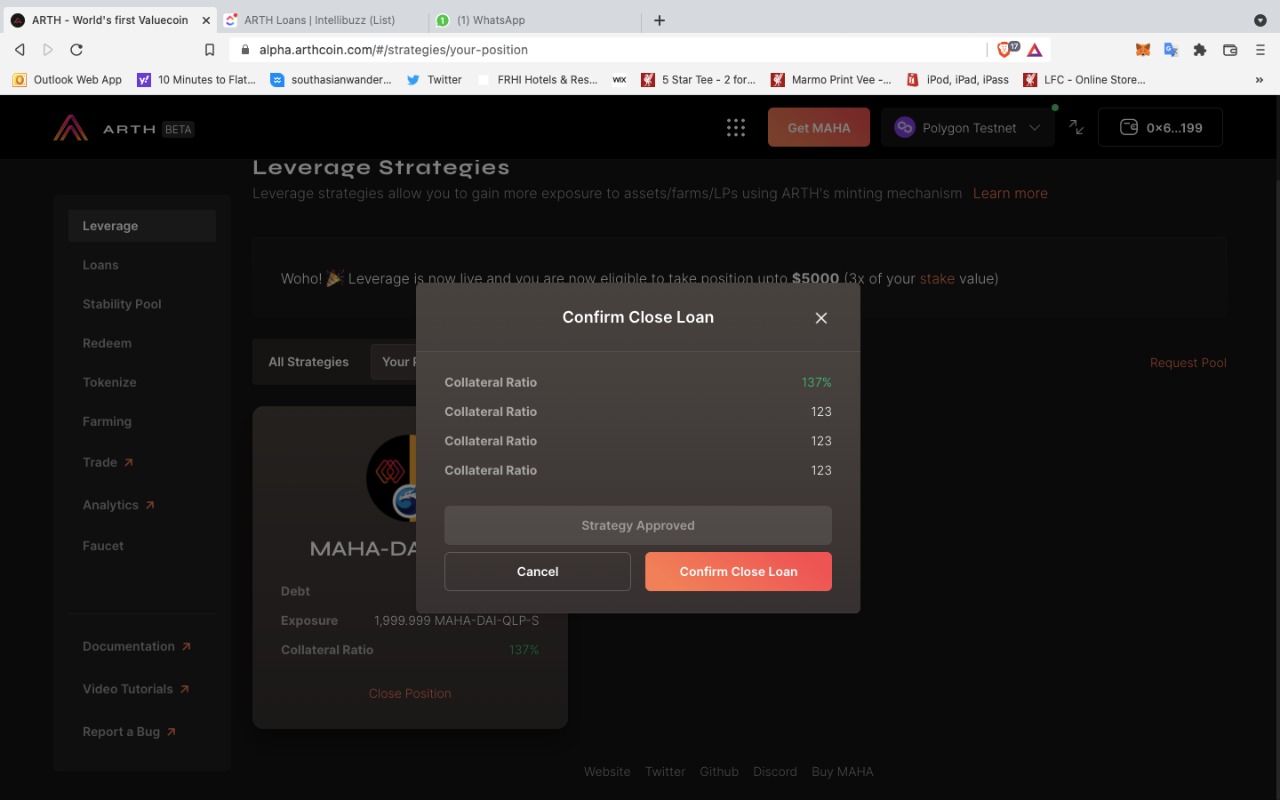 ARTH - World's first Valuecoin
ARTH Loans | Intellibuzz (List)
1 (1) WhatsApp
alpha.arthcoin.com/#/strategies/your-position
17
Outlook Web App
10 Minutes to Flat...
southasianwander...
Twitter
FRHI Hotels & Res...
WIX
5 Star Tee - 2 for...
Marmo Print Vee -...
iPod, iPad, iPass
LFC - Online Store...
»
ARTH BETA
Get MAHA
Polygon Testnet
0×6...199
Leverage Strategies
Leverage strategies allow you to gain more exposure to assets/farms/LPs using ARTH's minting mechanism Learn more
Leverage
Loans
Stability Pool
Redeem
Tokenize
Farming
Trade
Analytics
Faucet
Documentation
Video Tutorials
Report a Bug
Woho! 🎉 Leverage is now live and you are now eligible to take position upto $5000 (3x of your stake value)
All Strategies
Your P
Request Pool
MAHA-DA
Debt
Exposure 1,999.999 MAHA-DAI-QLP-S
Collateral Ratio 137%
Close Position
Confirm Close Loan
Collateral Ratio 137%
Collateral Ratio 123
Collateral Ratio 123
Collateral Ratio 123
Strategy Approved
Cancel
Confirm Close Loan
Website Twitter Github Discord Buy MAHA